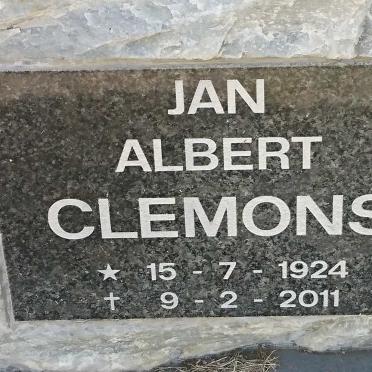 JAN
ALBERT
CLEMONS
★ 15 - 7 - 1924
† 9 - 2 - 2011